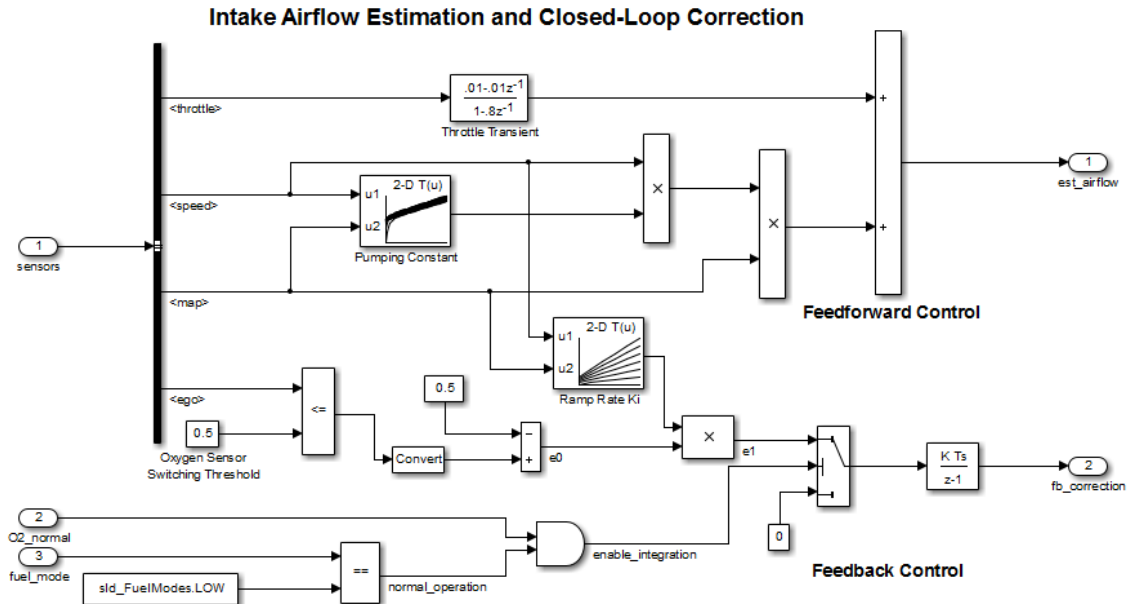 Intake Airflow Estimation and Closed-Loop Correction
<throttle>
.01-.01z-1
1-.8z-1
Throttle Transient
+
1
est_airflow
<speed>
u1
u2
2-D T(u)
Pumping Constant
×
×
+
1
sensors
<map>
Feedforward Control
u1
u2
2-D T(u)
Ramp Rate Ki
<ego>
0.5
Oxygen Sensor
Switching Threshold
<=
Convert
0.5
−
+
e0
×
e1
0
K Ts
z-1
2
fb_correction
2
O2_normal
3
fuel_mode
sld_FuelModes.LOW
==
normal_operation
enable_integration
Feedback Control